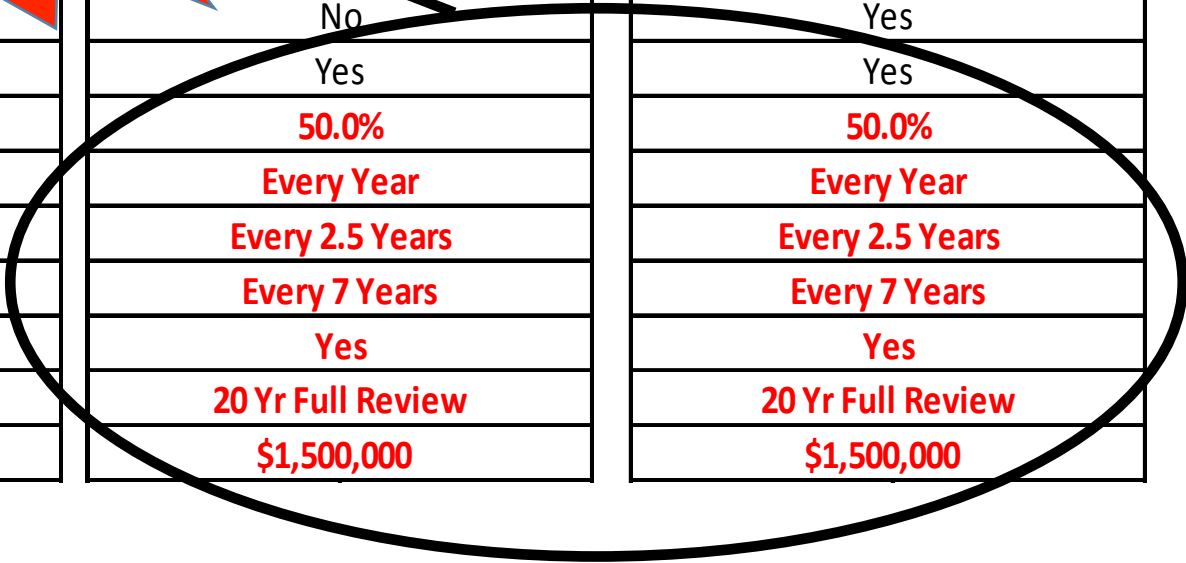 No Yes
Yes Yes
50.0% 50.0%
Every Year Every Year
Every 2.5 Years Every 2.5 Years
Every 7 Years Every 7 Years
Yes Yes
20 Yr Full Review 20 Yr Full Review
$1,500,000 $1,500,000